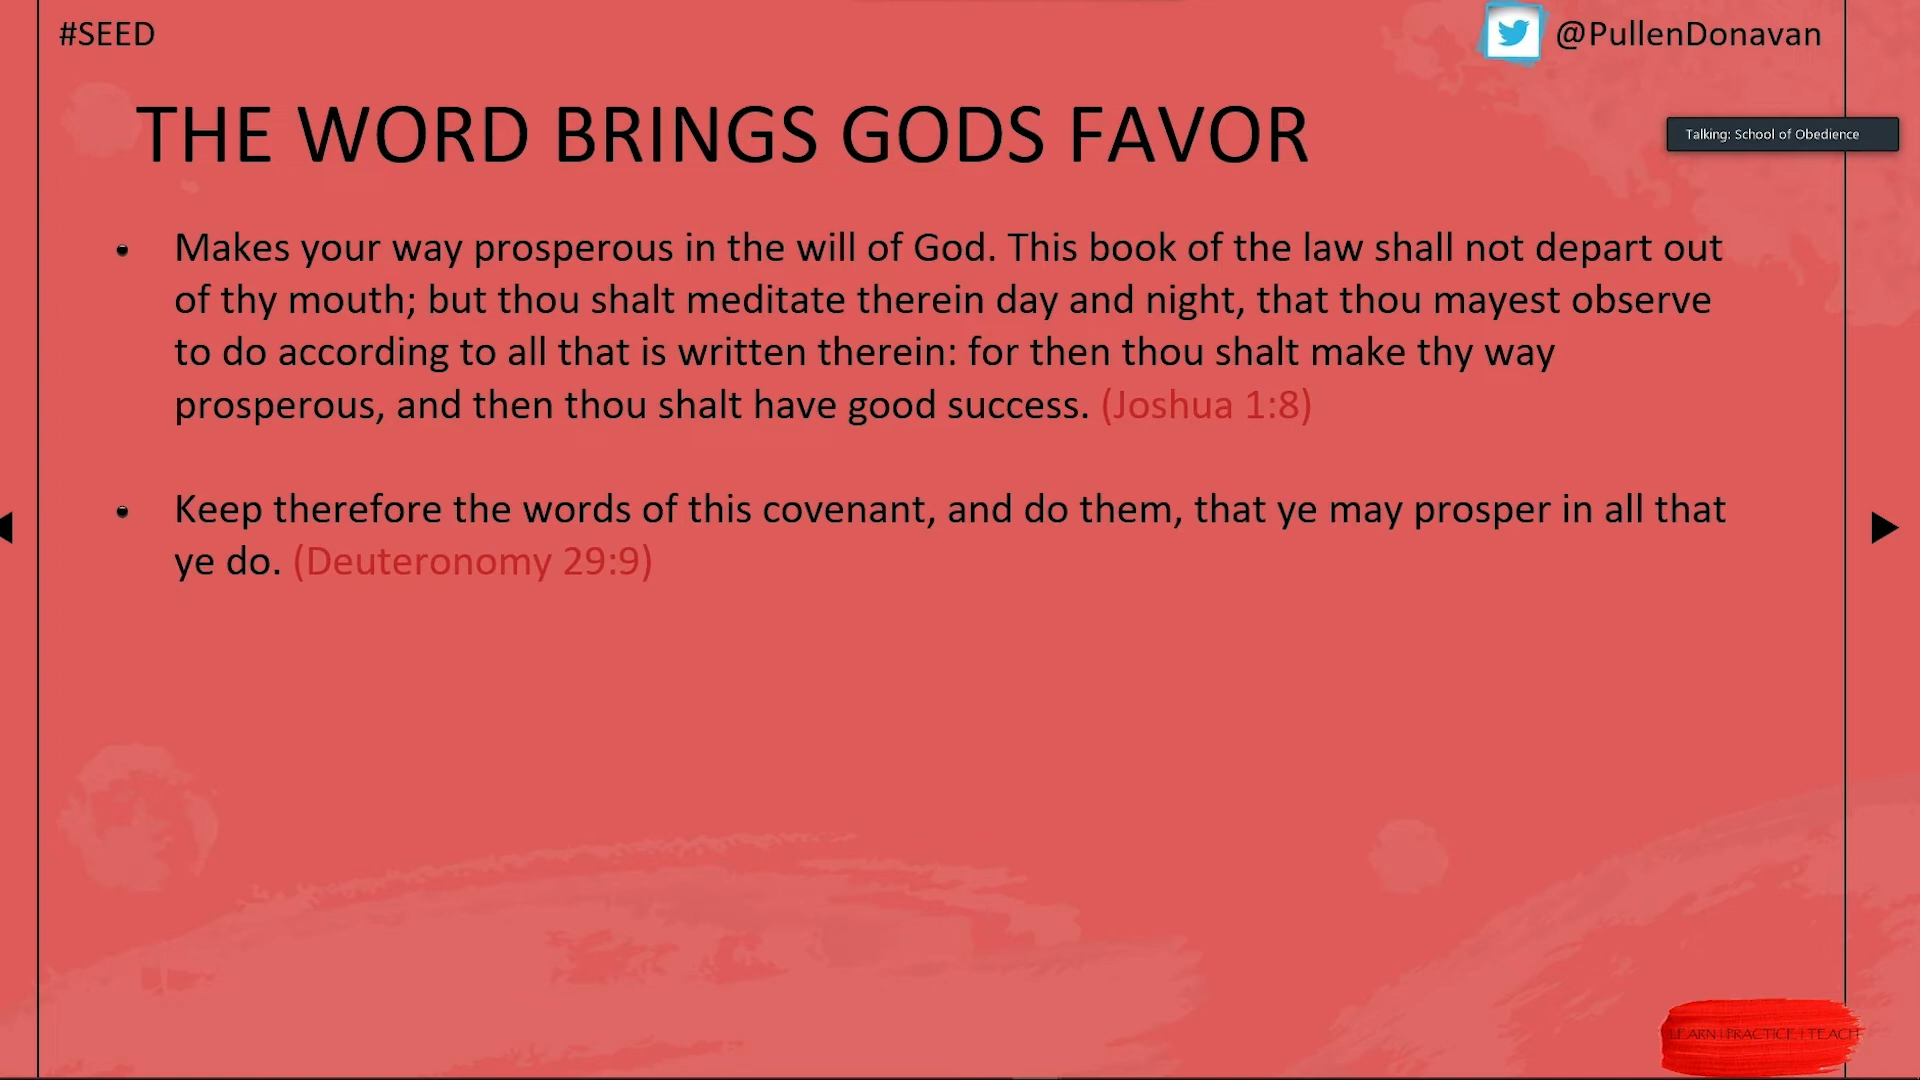 #SEED
@PullenDonavan
THE WORD BRINGS GODS FAVOR
Talking: School of Obedience
• Makes your way prosperous in the will of God. This book of the law shall not depart out
of thy mouth; but thou shalt meditate therein day and night, that thou mayest observe
to do according to all that is written therein: for then thou shalt make thy way
prosperous, and then thou shalt have good success. (Joshua 1:8)
• Keep therefore the words of this covenant, and do them, that ye may prosper in all that
ye do. (Deuteronomy 29:9)
LEARN | PRACTICE | TEACH